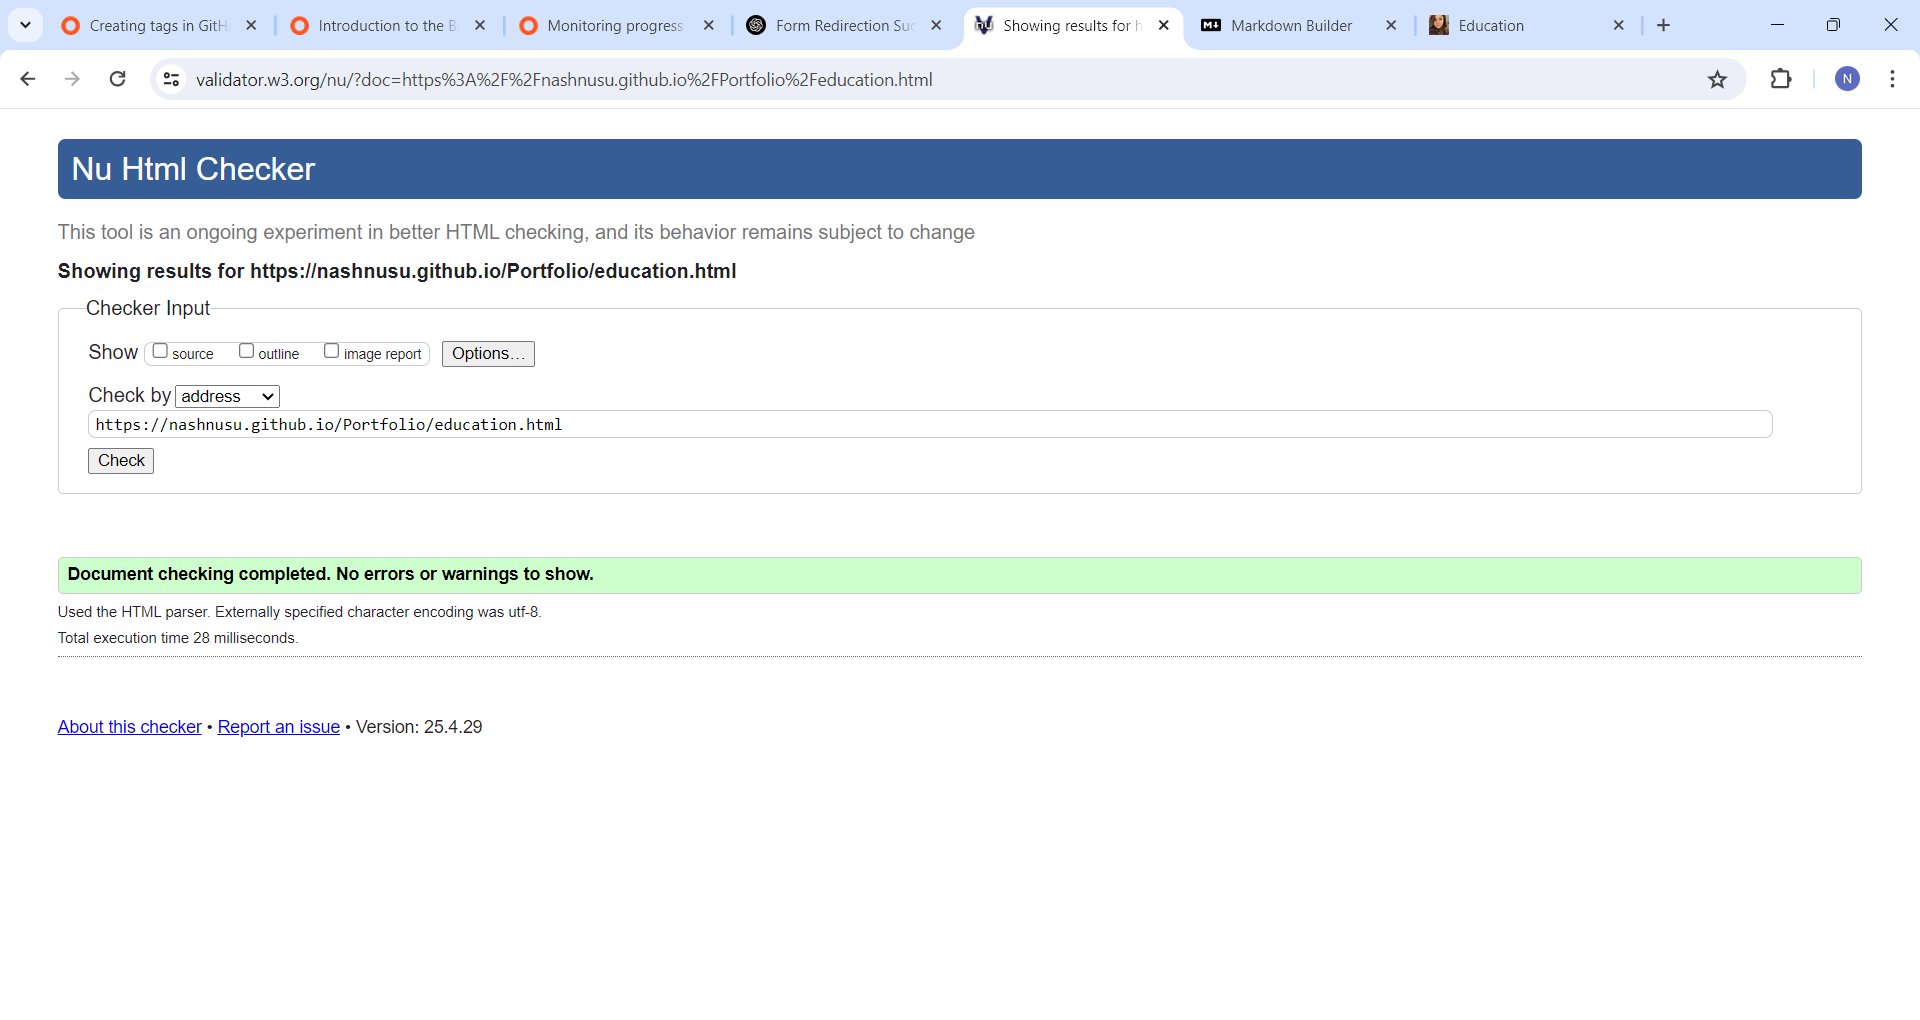 Creating tags in GitH
Introduction to the B
Monitoring progress
Form Redirection Suc
Showing results for h
Markdown Builder
Education
validator.w3.org/nu/?doc=https%3A%2F%2Fnashnusu.github.io%2FPortfolio%2Feducation.html
N
Nu Html Checker
This tool is an ongoing experiment in better HTML checking, and its behavior remains subject to change
Showing results for https://nashnusu.github.io/Portfolio/education.html
Checker Input
Show source outline image report Options...
Check by address
https://nashnusu.github.io/Portfolio/education.html
Check
Document checking completed. No errors or warnings to show.
Used the HTML parser. Externally specified character encoding was utf-8.
Total execution time 28 milliseconds.
About this checker • Report an issue • Version: 25.4.29